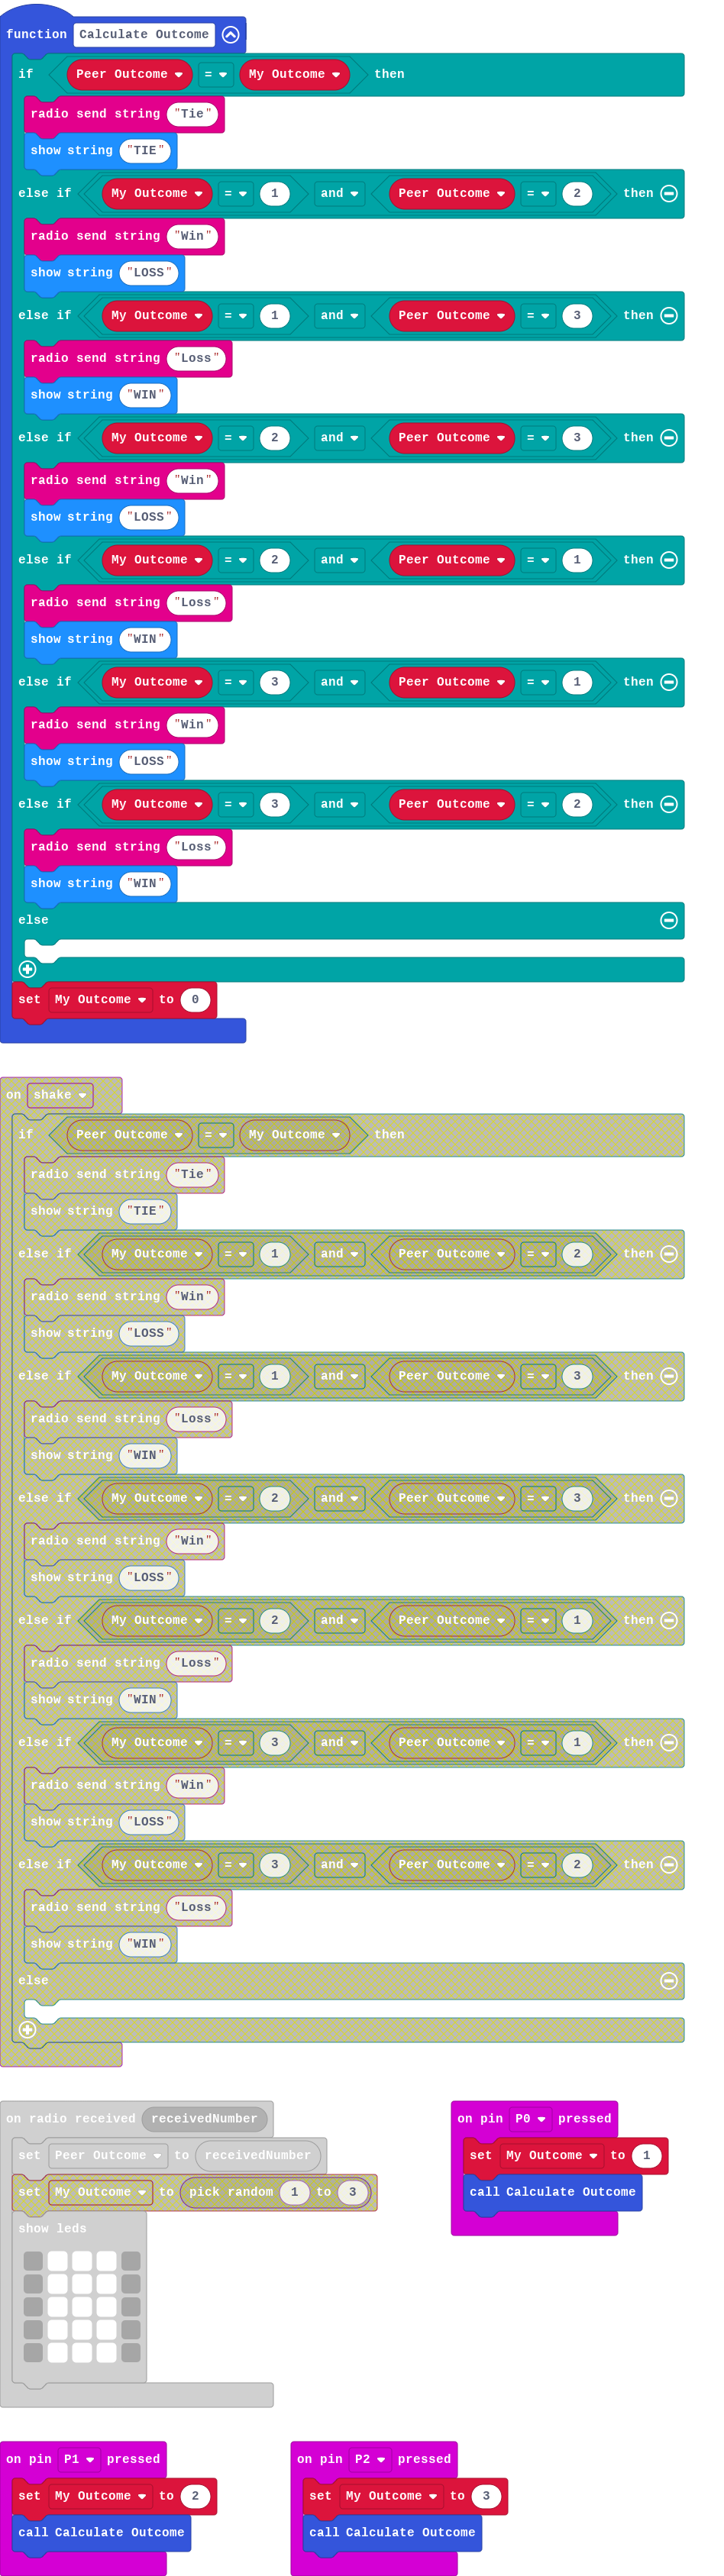 function Calculate Outcome
if Peer Outcome = My Outcome then
radio send string "Tie"
show string "TIE"
else if My Outcome = 1 and Peer Outcome = 2 then
radio send string "Win"
show string "LOSS"
else if My Outcome = 1 and Peer Outcome = 3 then
radio send string "Loss"
show string "WIN"
else if My Outcome = 2 and Peer Outcome = 3 then
radio send string "Win"
show string "LOSS"
else if My Outcome = 2 and Peer Outcome = 1 then
radio send string "Loss"
show string "WIN"
else if My Outcome = 3 and Peer Outcome = 1 then
radio send string "Win"
show string "LOSS"
else if My Outcome = 3 and Peer Outcome = 2 then
radio send string "Loss"
show string "WIN"
else
set My Outcome to 0
on shake
if Peer Outcome = My Outcome then
radio send string "Tie"
show string "TIE"
else if My Outcome = 1 and Peer Outcome = 2 then
radio send string "Win"
show string "LOSS"
else if My Outcome = 1 and Peer Outcome = 3 then
radio send string "Loss"
show string "WIN"
else if My Outcome = 2 and Peer Outcome = 3 then
radio send string "Win"
show string "LOSS"
else if My Outcome = 2 and Peer Outcome = 1 then
radio send string "Loss"
show string "WIN"
else if My Outcome = 3 and Peer Outcome = 1 then
radio send string "Win"
show string "LOSS"
else if My Outcome = 3 and Peer Outcome = 2 then
radio send string "Loss"
show string "WIN"
else
on radio received receivedNumber
set Peer Outcome to receivedNumber
set My Outcome to pick random 1 to 3
show leds
on pin P0 pressed
set My Outcome to 1
call Calculate Outcome
on pin P1 pressed
set My Outcome to 2
call Calculate Outcome
on pin P2 pressed
set My Outcome to 3
call Calculate Outcome